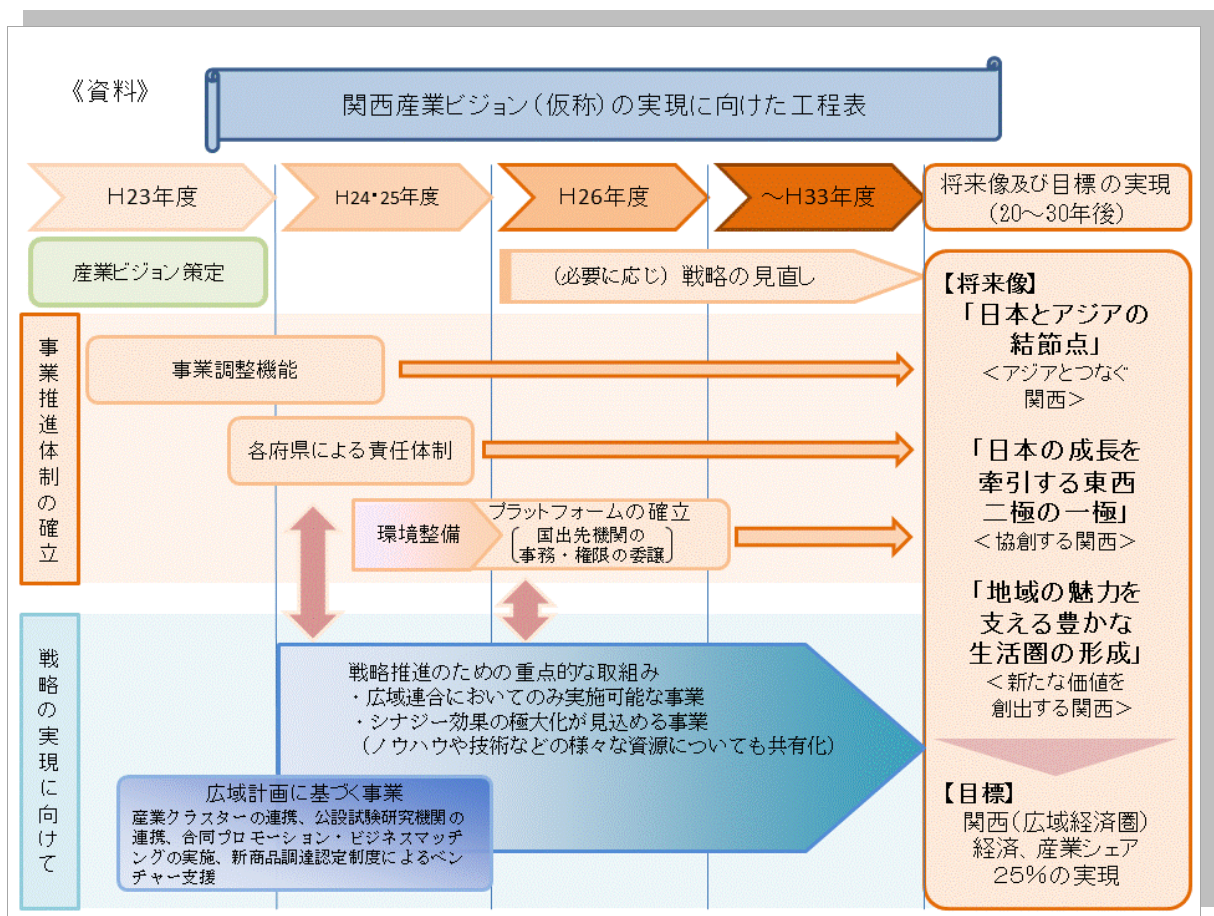 《資料》
関西産業ビジョン(仮称)の実現に向けた工程表
H23年度
H24・25年度
H26年度
～H33年度
将来像及び目標の実現
(20～30年後)
産業ビジョン策定
(必要に応じ) 戦略の見直し
事業推進体制の確立
事業調整機能
各府県による責任体制
環境整備
プラットフォームの確立
国出先機関の
事務・権限の委譲
戦略の実現に向けて
戦略推進のための重点的な取組み
・広域連合においてのみ実施可能な事業
・シナジー効果の極大化が見込める事業
(ノウハウや技術などの様々な資源についても共有化)
広域計画に基づく事業
産業クラスターの連携、公設試験研究機関の
連携、合同プロモーション・ビジネスマッチ
ングの実施、新商品調達認定制度によるベン
チャー支援
【将来像】
「日本とアジアの
結節点」
＜アジアとつなぐ
関西＞
「日本の成長を
牽引する東西
二極の一極」
＜協創する関西＞
「地域の魅力を
支える豊かな
生活圏の形成」
＜新たな価値を
創出する関西＞
【目標】
関西(広域経済圏)
経済、産業シェア
25%の実現